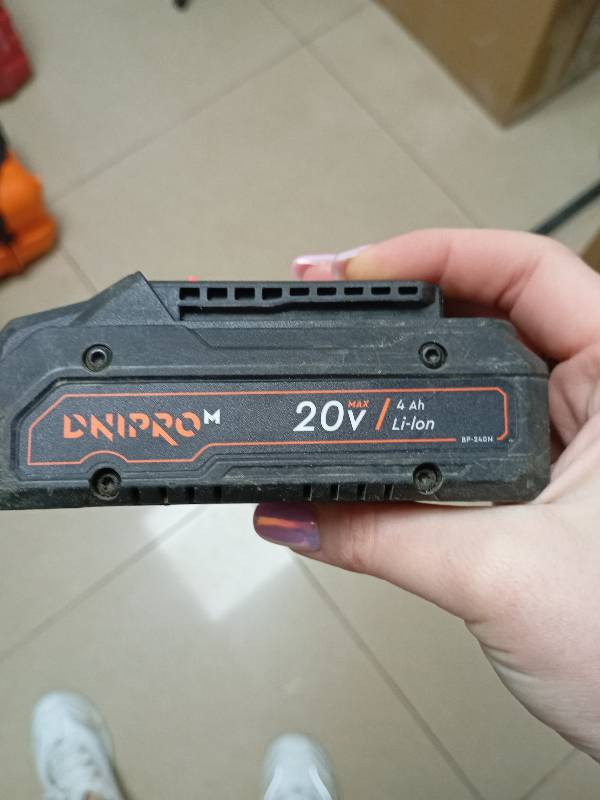 DNIPRO M
20V MAX / 4 Ah
Li-Ion
BP-240N